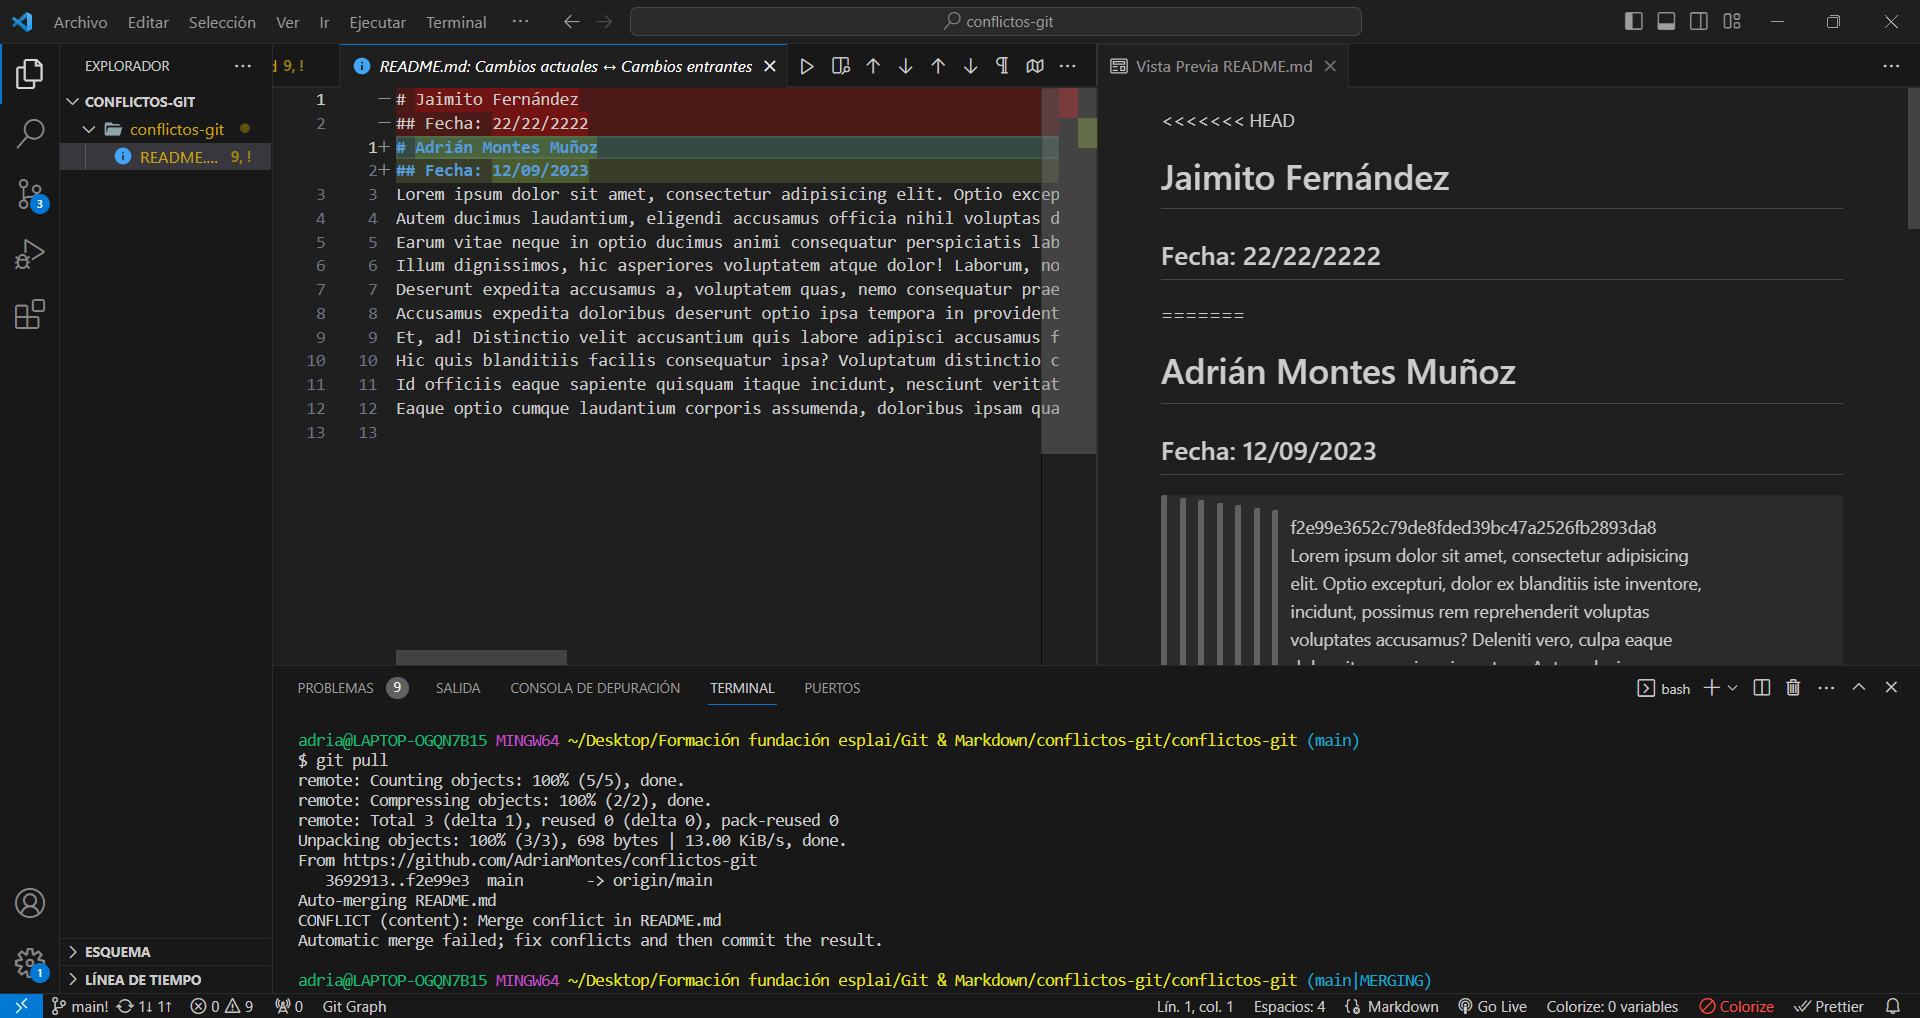 Archivo Editar Selección Ver Ir Ejecutar Terminal ···
conflictos-git
EXPLORADOR
CONFLICTOS-GIT
conflictos-git
README.... 9, !
ESQUEMA
LÍNEA DE TIEMPO
3
1
9, !
README.md: Cambios actuales ↔ Cambios entrantes
1 — # Jaimito Fernández
2 — ## Fecha: 22/22/2222
1+ # Adrián Montes Muñoz
2+ ## Fecha: 12/09/2023
3 3 Lorem ipsum dolor sit amet, consectetur adipisicing elit. Optio excep
4 4 Autem ducimus laudantium, eligendi accusamus officia nihil voluptas d
5 5 Earum vitae neque in optio ducimus animi consequatur perspiciatis lab
6 6 Illum dignissimos, hic asperiores voluptatem atque dolor! Laborum, no
7 7 Deserunt expedita accusamus a, voluptatem quas, nemo consequatur prae
8 8 Accusamus expedita doloribus deserunt optio ipsa tempora in provident
9 9 Et, ad! Distinctio velit accusantium quis labore adipisci accusamus f
10 10 Hic quis blanditiis facilis consequatur ipsa? Voluptatum distinctio c
11 11 Id officiis eaque sapiente quisquam itaque incidunt, nesciunt veritat
12 12 Eaque optio cumque laudantium corporis assumenda, doloribus ipsam qua
13 13
Vista Previa README.md
<<<<<<< HEAD
Jaimito Fernández
Fecha: 22/22/2222
=======
Adrián Montes Muñoz
Fecha: 12/09/2023
f2e99e3652c79de8fded39bc47a2526fb2893da8
Lorem ipsum dolor sit amet, consectetur adipisicing
elit. Optio excepturi, dolor ex blanditiis iste inventore,
incidunt, possimus rem reprehenderit voluptas
voluptates accusamus? Deleniti vero, culpa eaque
PROBLEMAS 9 SALIDA CONSOLA DE DEPURACIÓN TERMINAL PUERTOS
bash
adria@LAPTOP-OGQN7B15 MINGW64 ~/Desktop/Formación fundación esplai/Git & Markdown/conflictos-git/conflictos-git (main)
$ git pull
remote: Counting objects: 100% (5/5), done.
remote: Compressing objects: 100% (2/2), done.
remote: Total 3 (delta 1), reused 0 (delta 0), pack-reused 0
Unpacking objects: 100% (3/3), 698 bytes | 13.00 KiB/s, done.
From https://github.com/AdrianMontes/conflictos-git
3692913..f2e99e3 main -> origin/main
Auto-merging README.md
CONFLICT (content): Merge conflict in README.md
Automatic merge failed; fix conflicts and then commit the result.
adria@LAPTOP-OGQN7B15 MINGW64 ~/Desktop/Formación fundación esplai/Git & Markdown/conflictos-git/conflictos-git (main|MERGING)
main! 1↓ 1↑ 0 9 0 Git Graph Lín. 1, col. 1 Espacios: 4 Markdown Go Live Colorize: 0 variables Colorize Prettier